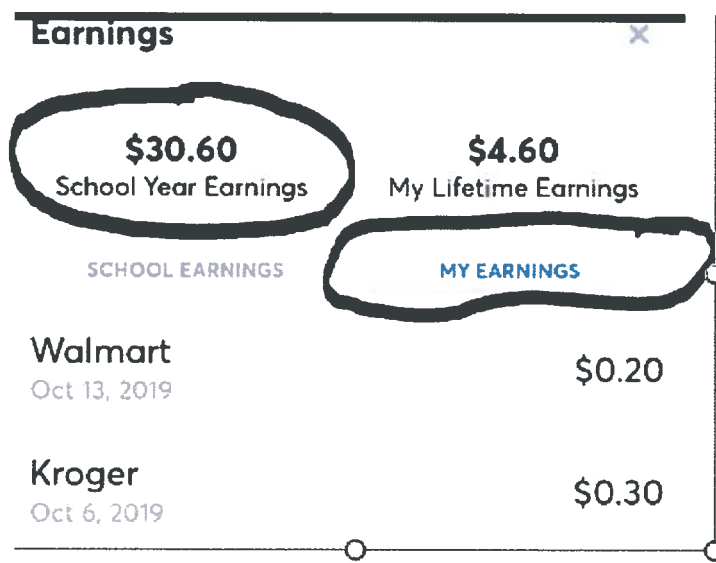 Earnings
$30.60
School Year Earnings
$4.60
My Lifetime Earnings
SCHOOL EARNINGS
MY EARNINGS
Walmart
Oct 13, 2019
$0.20
Kroger
Oct 6, 2019
$0.30